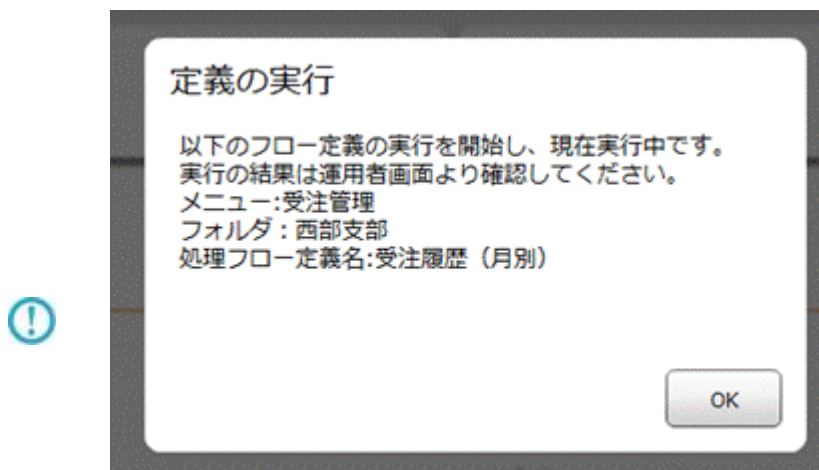 定義の実行
以下のフロー定義の実行を開始し、現在実行中です。
実行の結果は運用者画面より確認してください。
メニュー:受注管理
フォルダ：西部支部
処理フロー定義名:受注履歴（月別）
OK